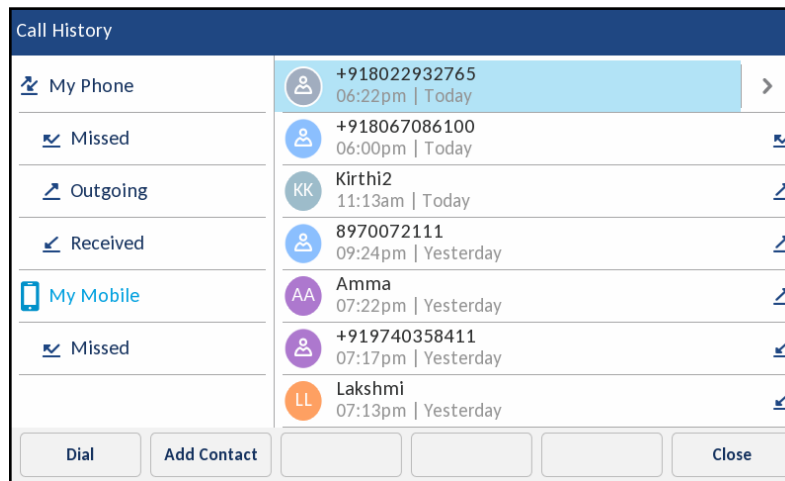 Call History
My Phone
Missed
Outgoing
Received
My Mobile
Missed
+918022932765
06:22pm | Today
+918067086100
06:00pm | Today
KK
Kirthi2
11:13am | Today
8970072111
09:24pm | Yesterday
AA
Amma
07:22pm | Yesterday
+919740358411
07:17pm | Yesterday
LL
Lakshmi
07:13pm | Yesterday
Dial
Add Contact
Close